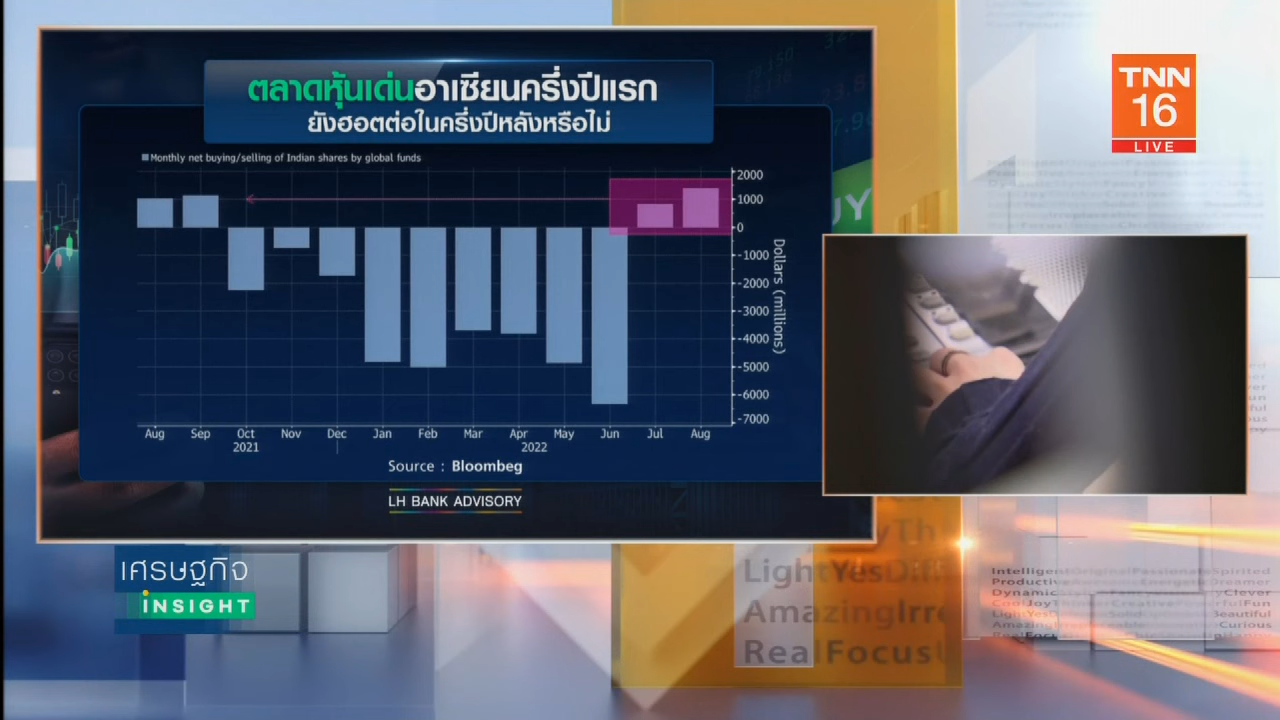 ตลาดหุ้นเด่นอาเซียนครึ่งปีแรก
ยังฮอตต่อในครึ่งปีหลังหรือไม่
Monthly net buying/selling of Indian shares by global funds
2000
1000
0
-1000
-2000
-3000
-4000
-5000
-6000
-7000
Dollars (millions)
Aug Sep Oct Nov Dec Jan Feb Mar Apr May Jun Jul Aug
2021 2022
Source : Bloombeg
LH BANK ADVISORY
UY
TNN
16
LIVE
เศรษฐกิจ
INSIGHT
LightYesDiff
AmazingIrre
RealFocus